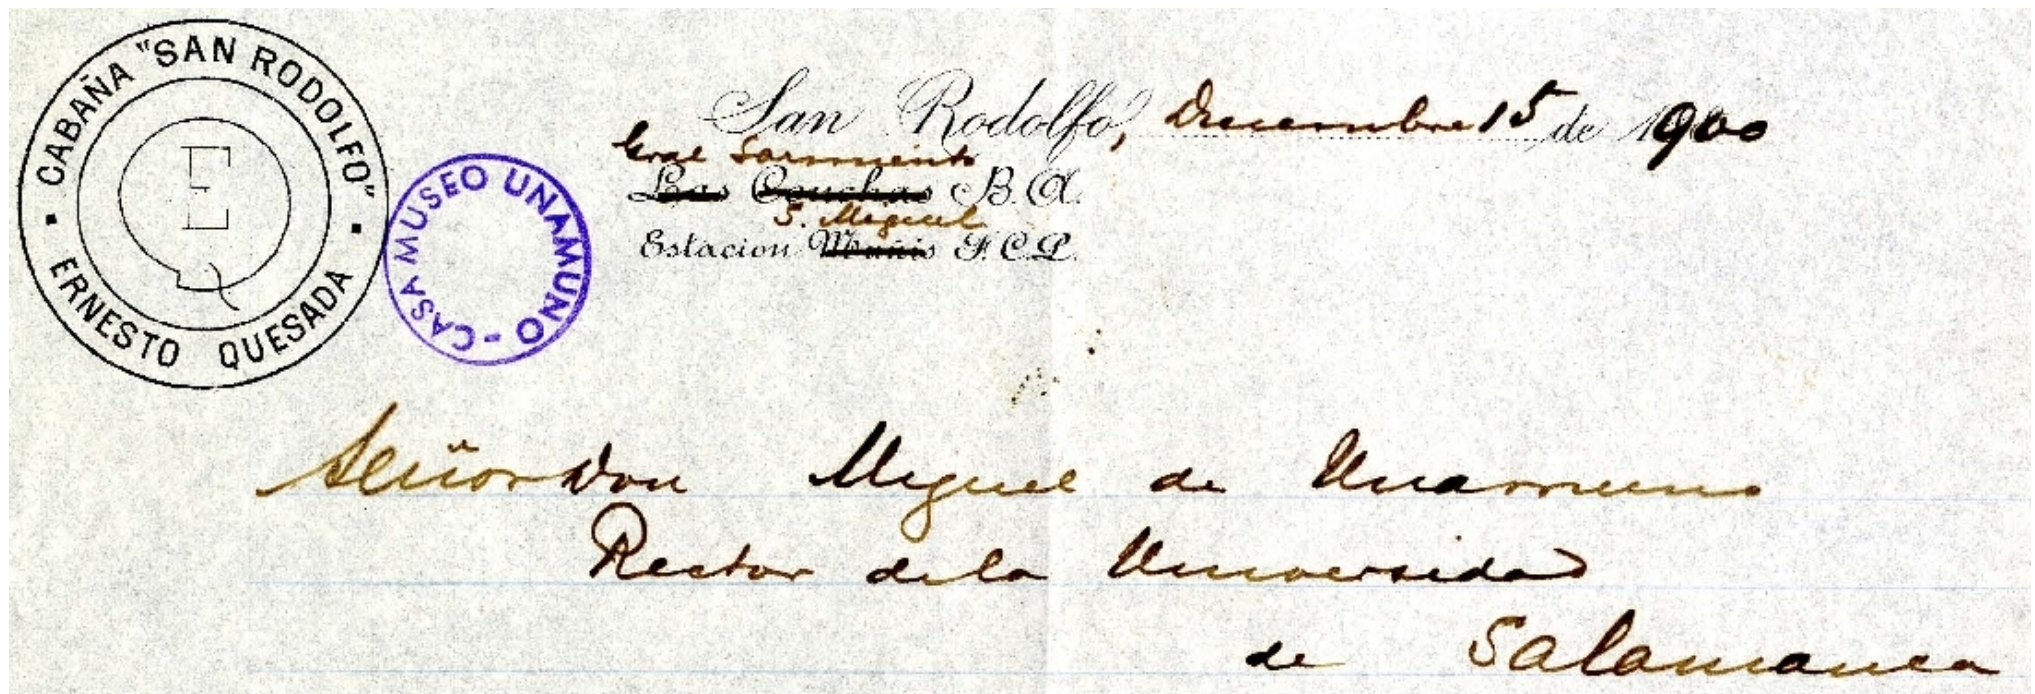 CABAÑA "SAN RODOLFO"
ERNESTO QUESADA
E Q
CASA MUSEO UNAMUNO -
San Rodolfo, Diciembre 15 de 1900
Gral Sarmiento
Las Conchas B. A.
S. Miguel
Estacion Muñis F. C. P.
Señor Don Miguel de Unamuno
Rector de la Universidad
de Salamanca